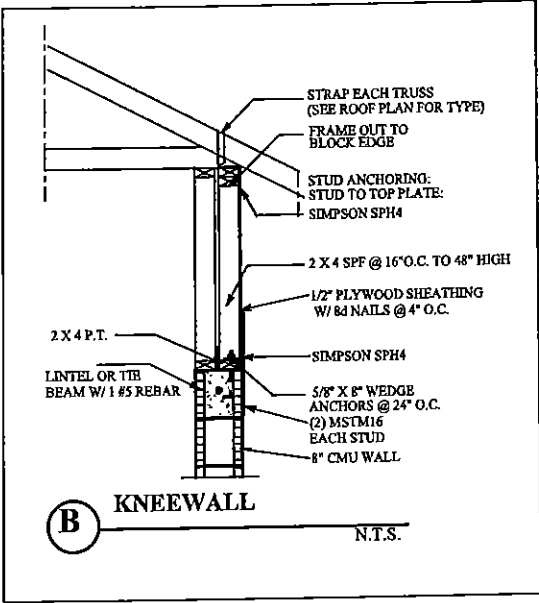 STRAP EACH TRUSS
(SEE ROOF PLAN FOR TYPE)
FRAME OUT TO
BLOCK EDGE
STUD ANCHORING:
STUD TO TOP PLATE:
SIMPSON SPH4
2 X 4 SPF @ 16"O.C. TO 48" HIGH
1/2" PLYWOOD SHEATHING
W/ 8d NAILS @ 4" O.C.
2 X 4 P.T.
SIMPSON SPH4
LINTEL OR TIE
BEAM W/ 1 #5 REBAR
5/8" X 8" WEDGE
ANCHORS @ 24" O.C.
(2) MSTM16
EACH STUD
8" CMU WALL
B KNEEWALL
N.T.S.